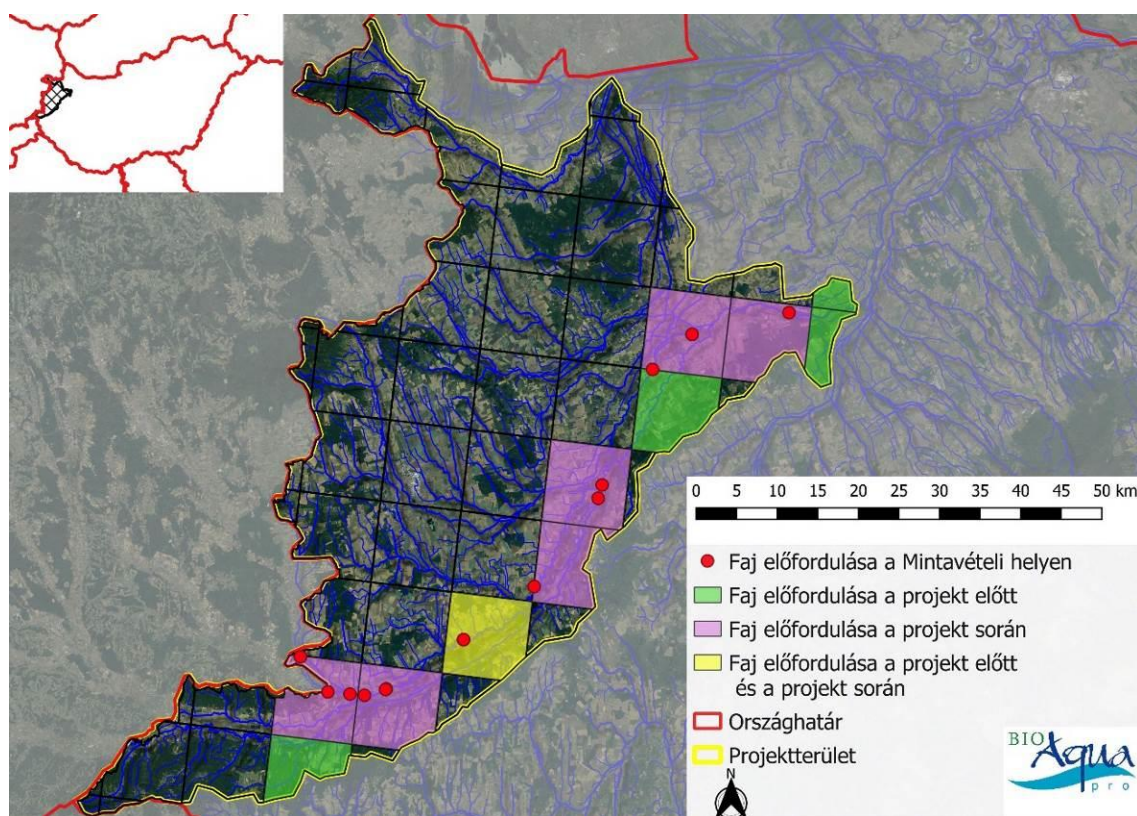 0 5 10 15 20 25 30 35 40 45 50 km
Faj előfordulása a Mintavételi helyen
Faj előfordulása a projekt előtt
Faj előfordulása a projekt során
Faj előfordulása a projekt előtt
és a projekt során
Országhatár
Projektterület
N
BIO
Aqua
pro